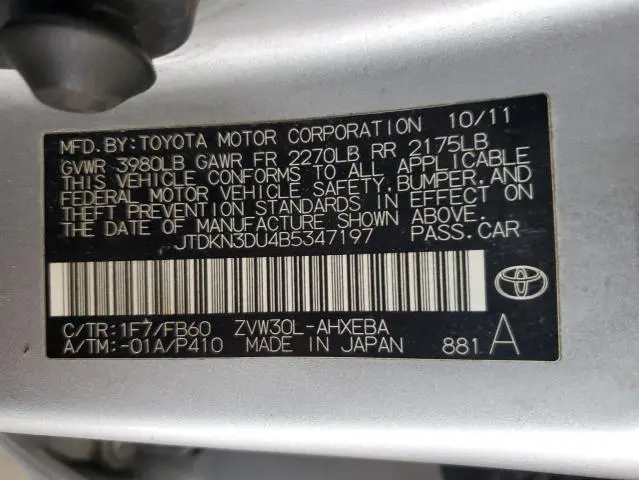 MFD. BY: TOYOTA MOTOR CORPORATION 10/11
GVWR 3980LB GAWR FR 2270LB RR 2175LB
THIS VEHICLE CONFORMS TO ALL APPLICABLE
FEDERAL MOTOR VEHICLE SAFETY, BUMPER, AND
THEFT PREVENTION STANDARDS IN EFFECT ON
THE DATE OF MANUFACTURE SHOWN ABOVE.
JTDKN3DU4B5347197 PASS. CAR
C/TR: 1F7/FB60 ZVW30L-AHXEBA
A/TM: -01A/P410 MADE IN JAPAN 881 A